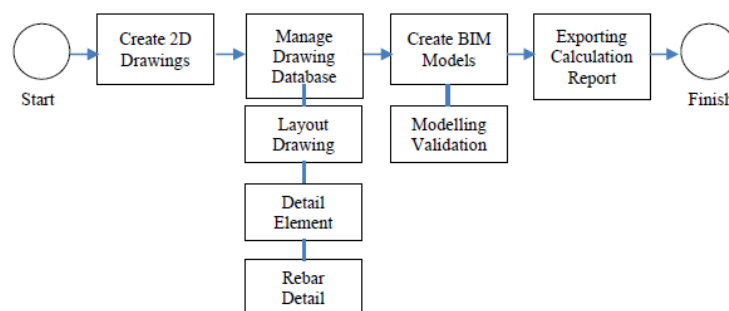 Start
Create 2D
Drawings
Manage
Drawing
Database
Create BIM
Models
Exporting
Calculation
Report
Finish
Layout
Drawing
Modelling
Validation
Detail
Element
Rebar
Detail